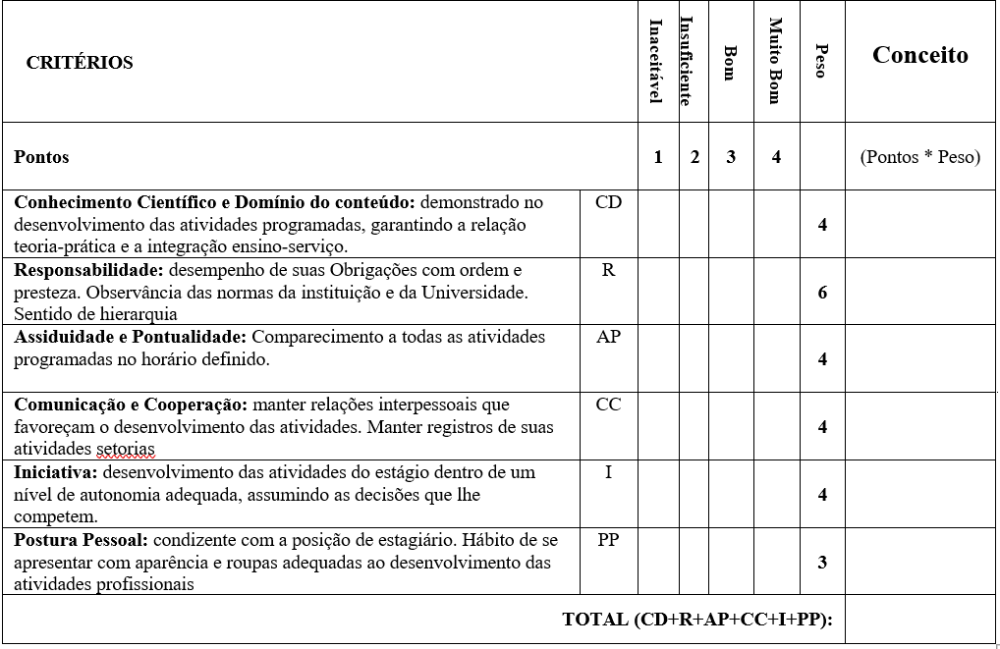 CRITÉRIOS
Inaceitável
Insuficiente
Bom
Muito Bom
Peso
Conceito
Pontos
1
2
3
4
(Pontos * Peso)
Conhecimento Científico e Domínio do conteúdo: demonstrado no
desenvolvimento das atividades programadas, garantindo a relação
teoria-prática e a integração ensino-serviço.
CD
4
Responsabilidade: desempenho de suas Obrigações com ordem e
presteza. Observância das normas da instituição e da Universidade.
Sentido de hierarquia
R
6
Assiduidade e Pontualidade: Comparecimento a todas as atividades
programadas no horário definido.
AP
4
Comunicação e Cooperação: manter relações interpessoais que
favoreçam o desenvolvimento das atividades. Manter registros de suas
atividades setorias
CC
4
Iniciativa: desenvolvimento das atividades do estágio dentro de um
nível de autonomia adequada, assumindo as decisões que lhe
competem.
I
4
Postura Pessoal: condizente com a posição de estagiário. Hábito de se
apresentar com aparência e roupas adequadas ao desenvolvimento das
atividades profissionais
PP
3
TOTAL (CD+R+AP+CC+I+PP):